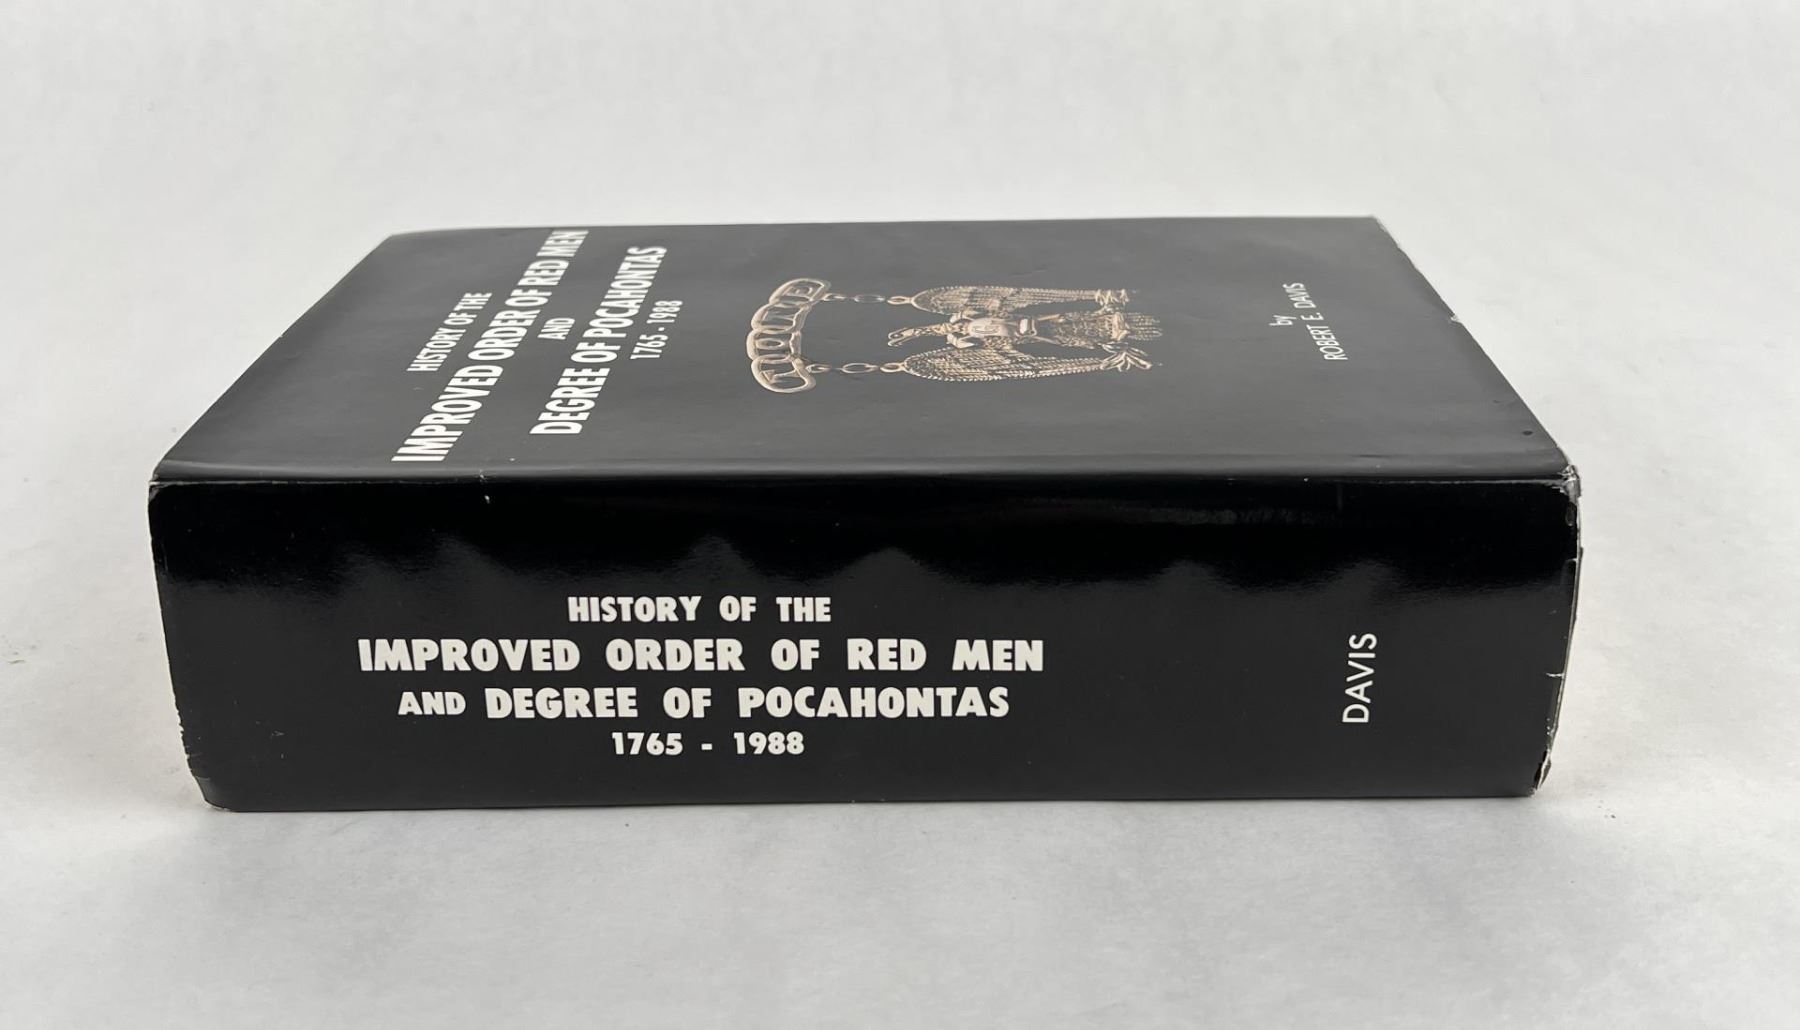 HISTORY OF THE
IMPROVED ORDER OF RED MEN
AND
DEGREE OF POCAHONTAS
1765 - 1988
by
ROBERT E. DAVIS
HISTORY OF THE
IMPROVED ORDER OF RED MEN
AND DEGREE OF POCAHONTAS
1765 - 1988
DAVIS